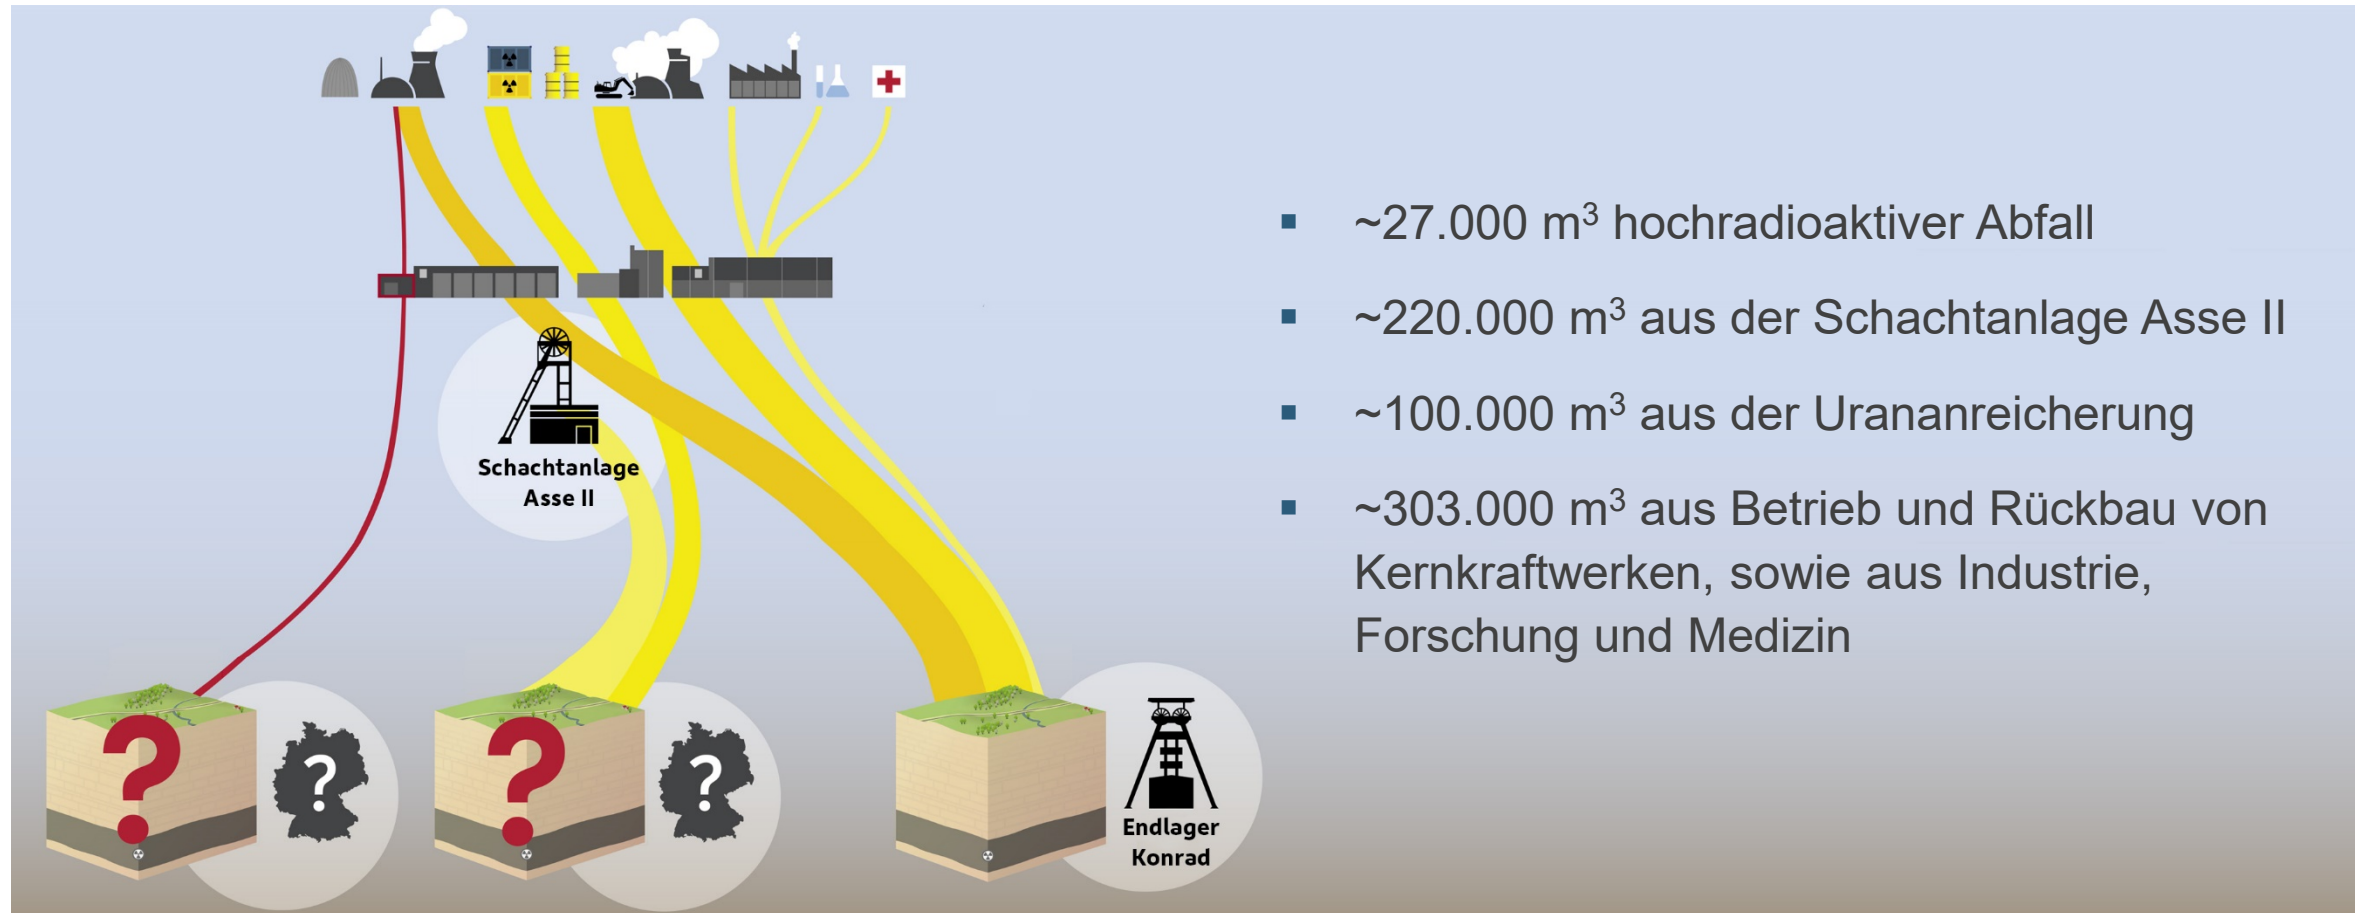 Schachtanlage
Asse II
?
?
?
?
Endlager
Konrad
▪ ~27.000 m³ hochradioaktiver Abfall
▪ ~220.000 m³ aus der Schachtanlage Asse II
▪ ~100.000 m³ aus der Urananreicherung
▪ ~303.000 m³ aus Betrieb und Rückbau von
Kernkraftwerken, sowie aus Industrie,
Forschung und Medizin